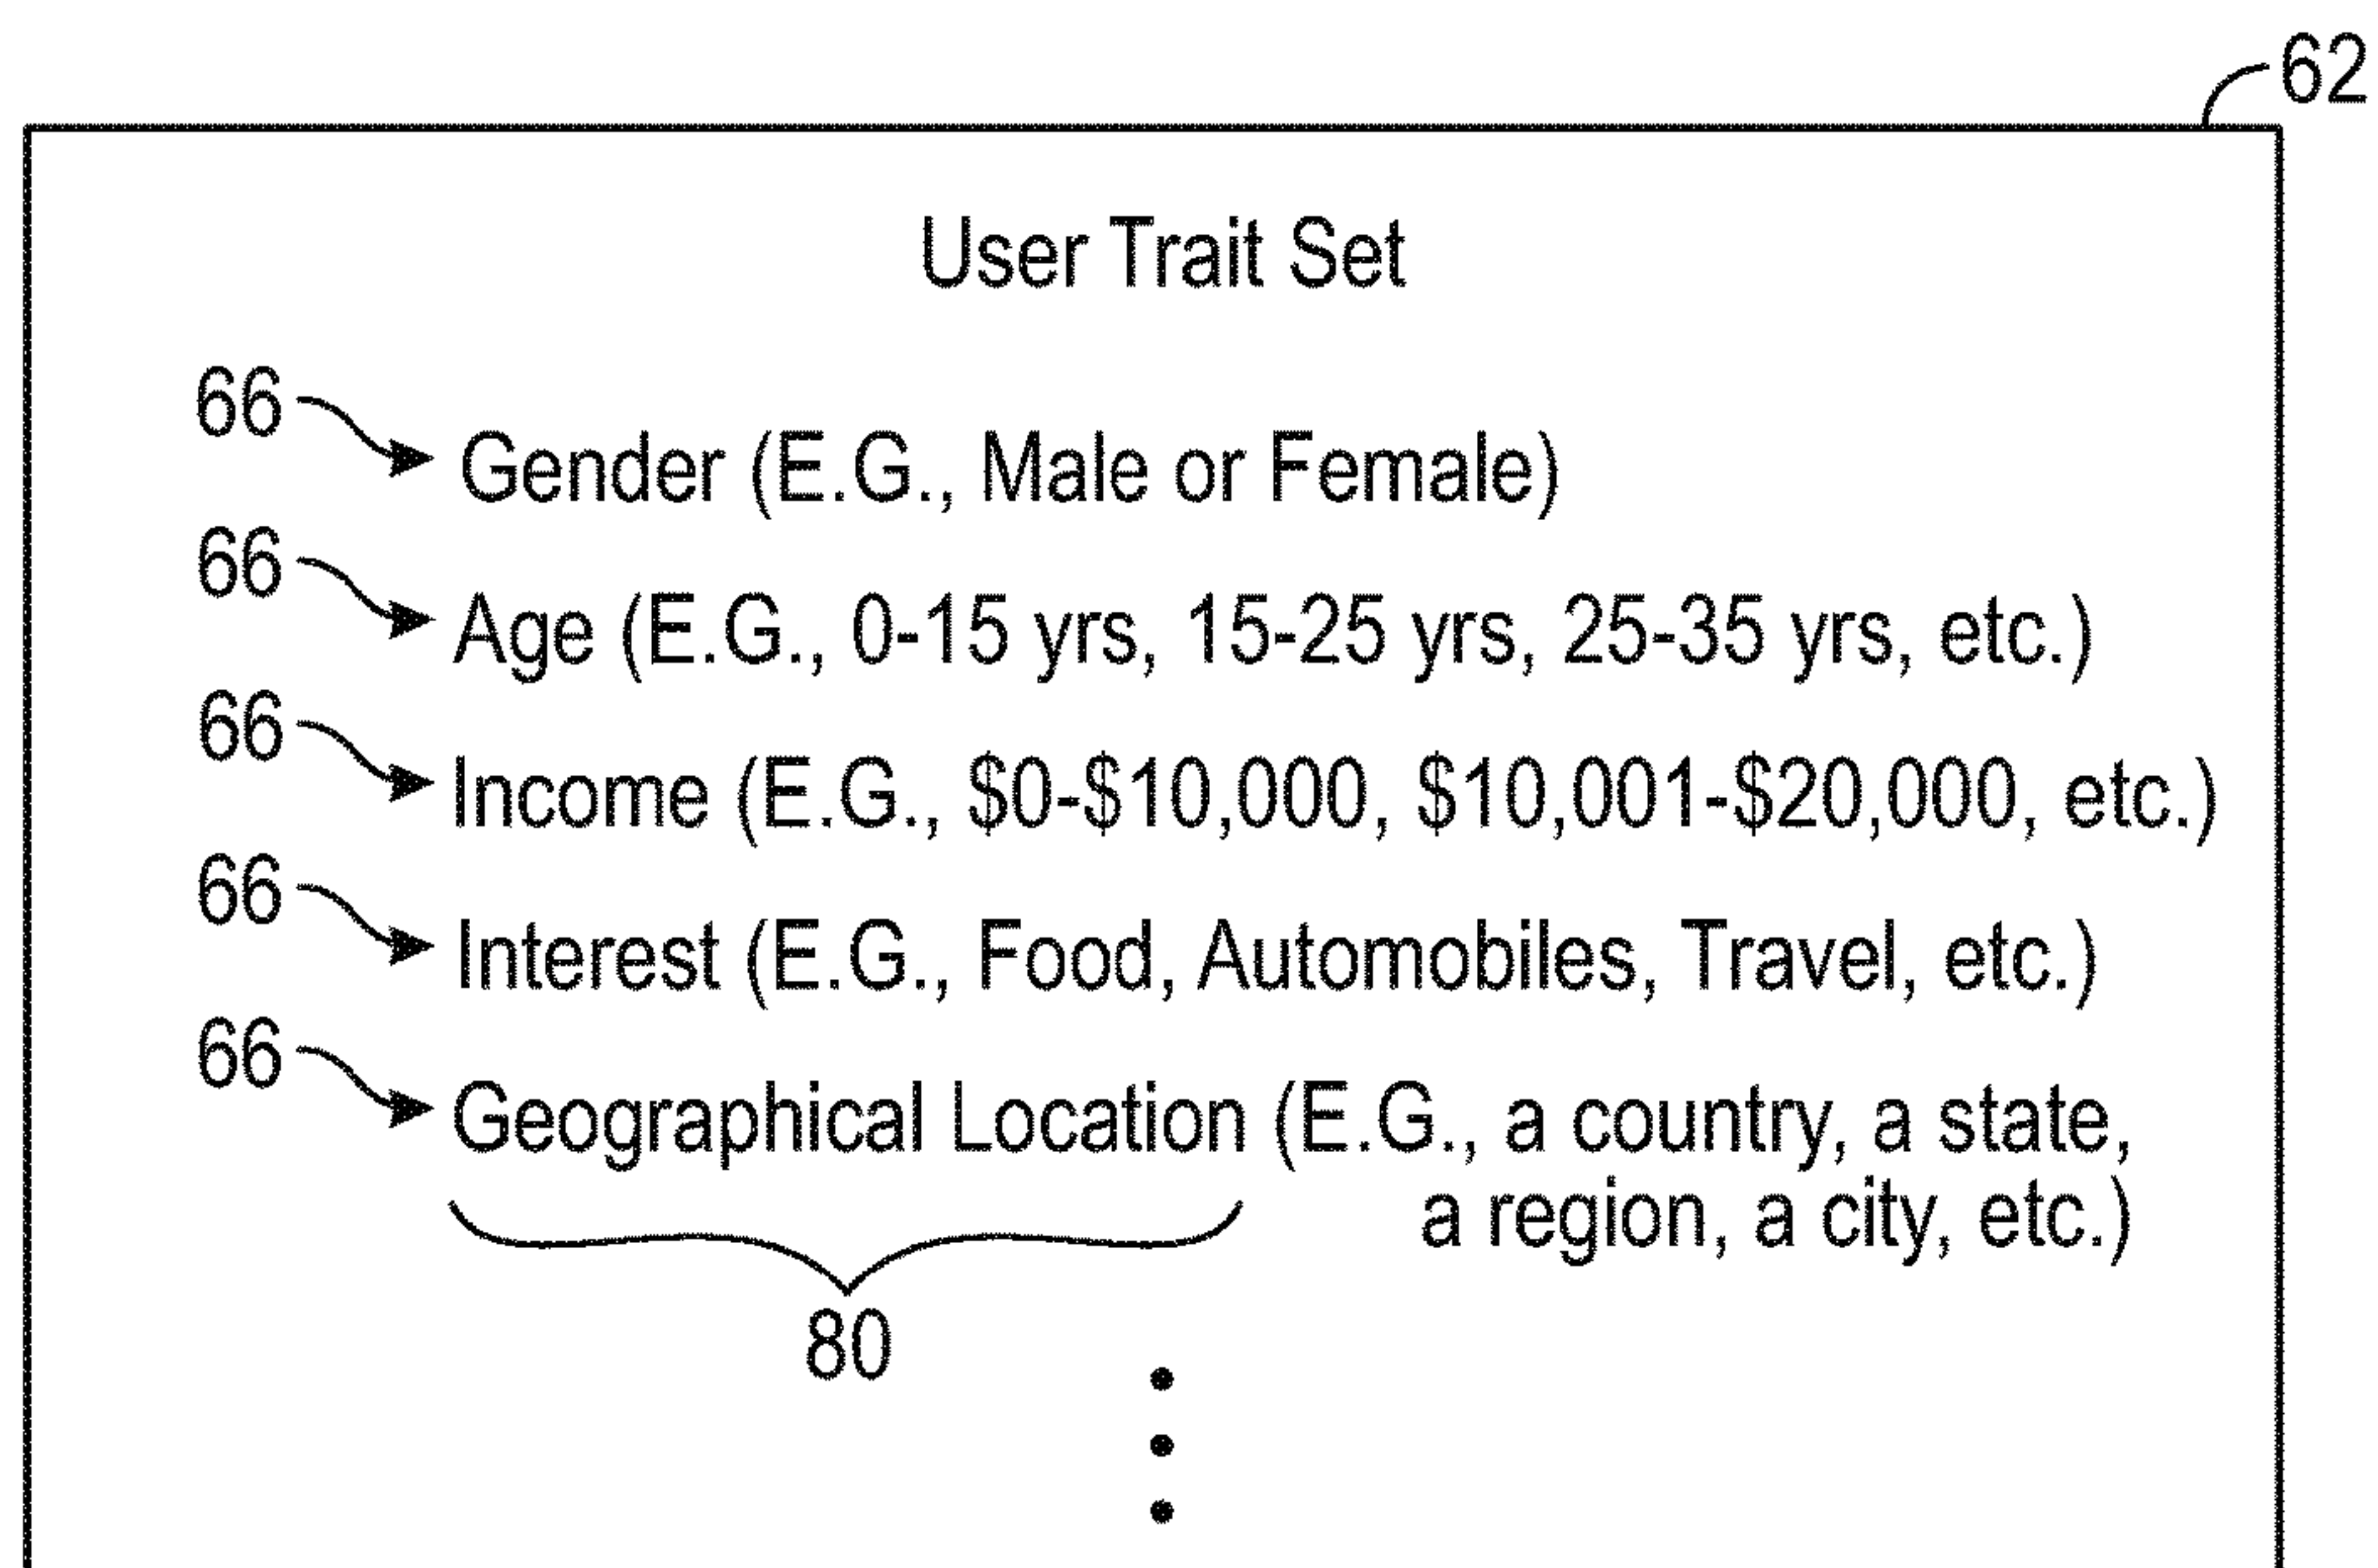 62
User Trait Set
66 Gender (E.G., Male or Female)
66 Age (E.G., 0-15 yrs, 15-25 yrs, 25-35 yrs, etc.)
66 Income (E.G., $0-$10,000, $10,001-$20,000, etc.)
66 Interest (E.G., Food, Automobiles, Travel, etc.)
66 Geographical Location (E.G., a country, a state,
a region, a city, etc.)
80